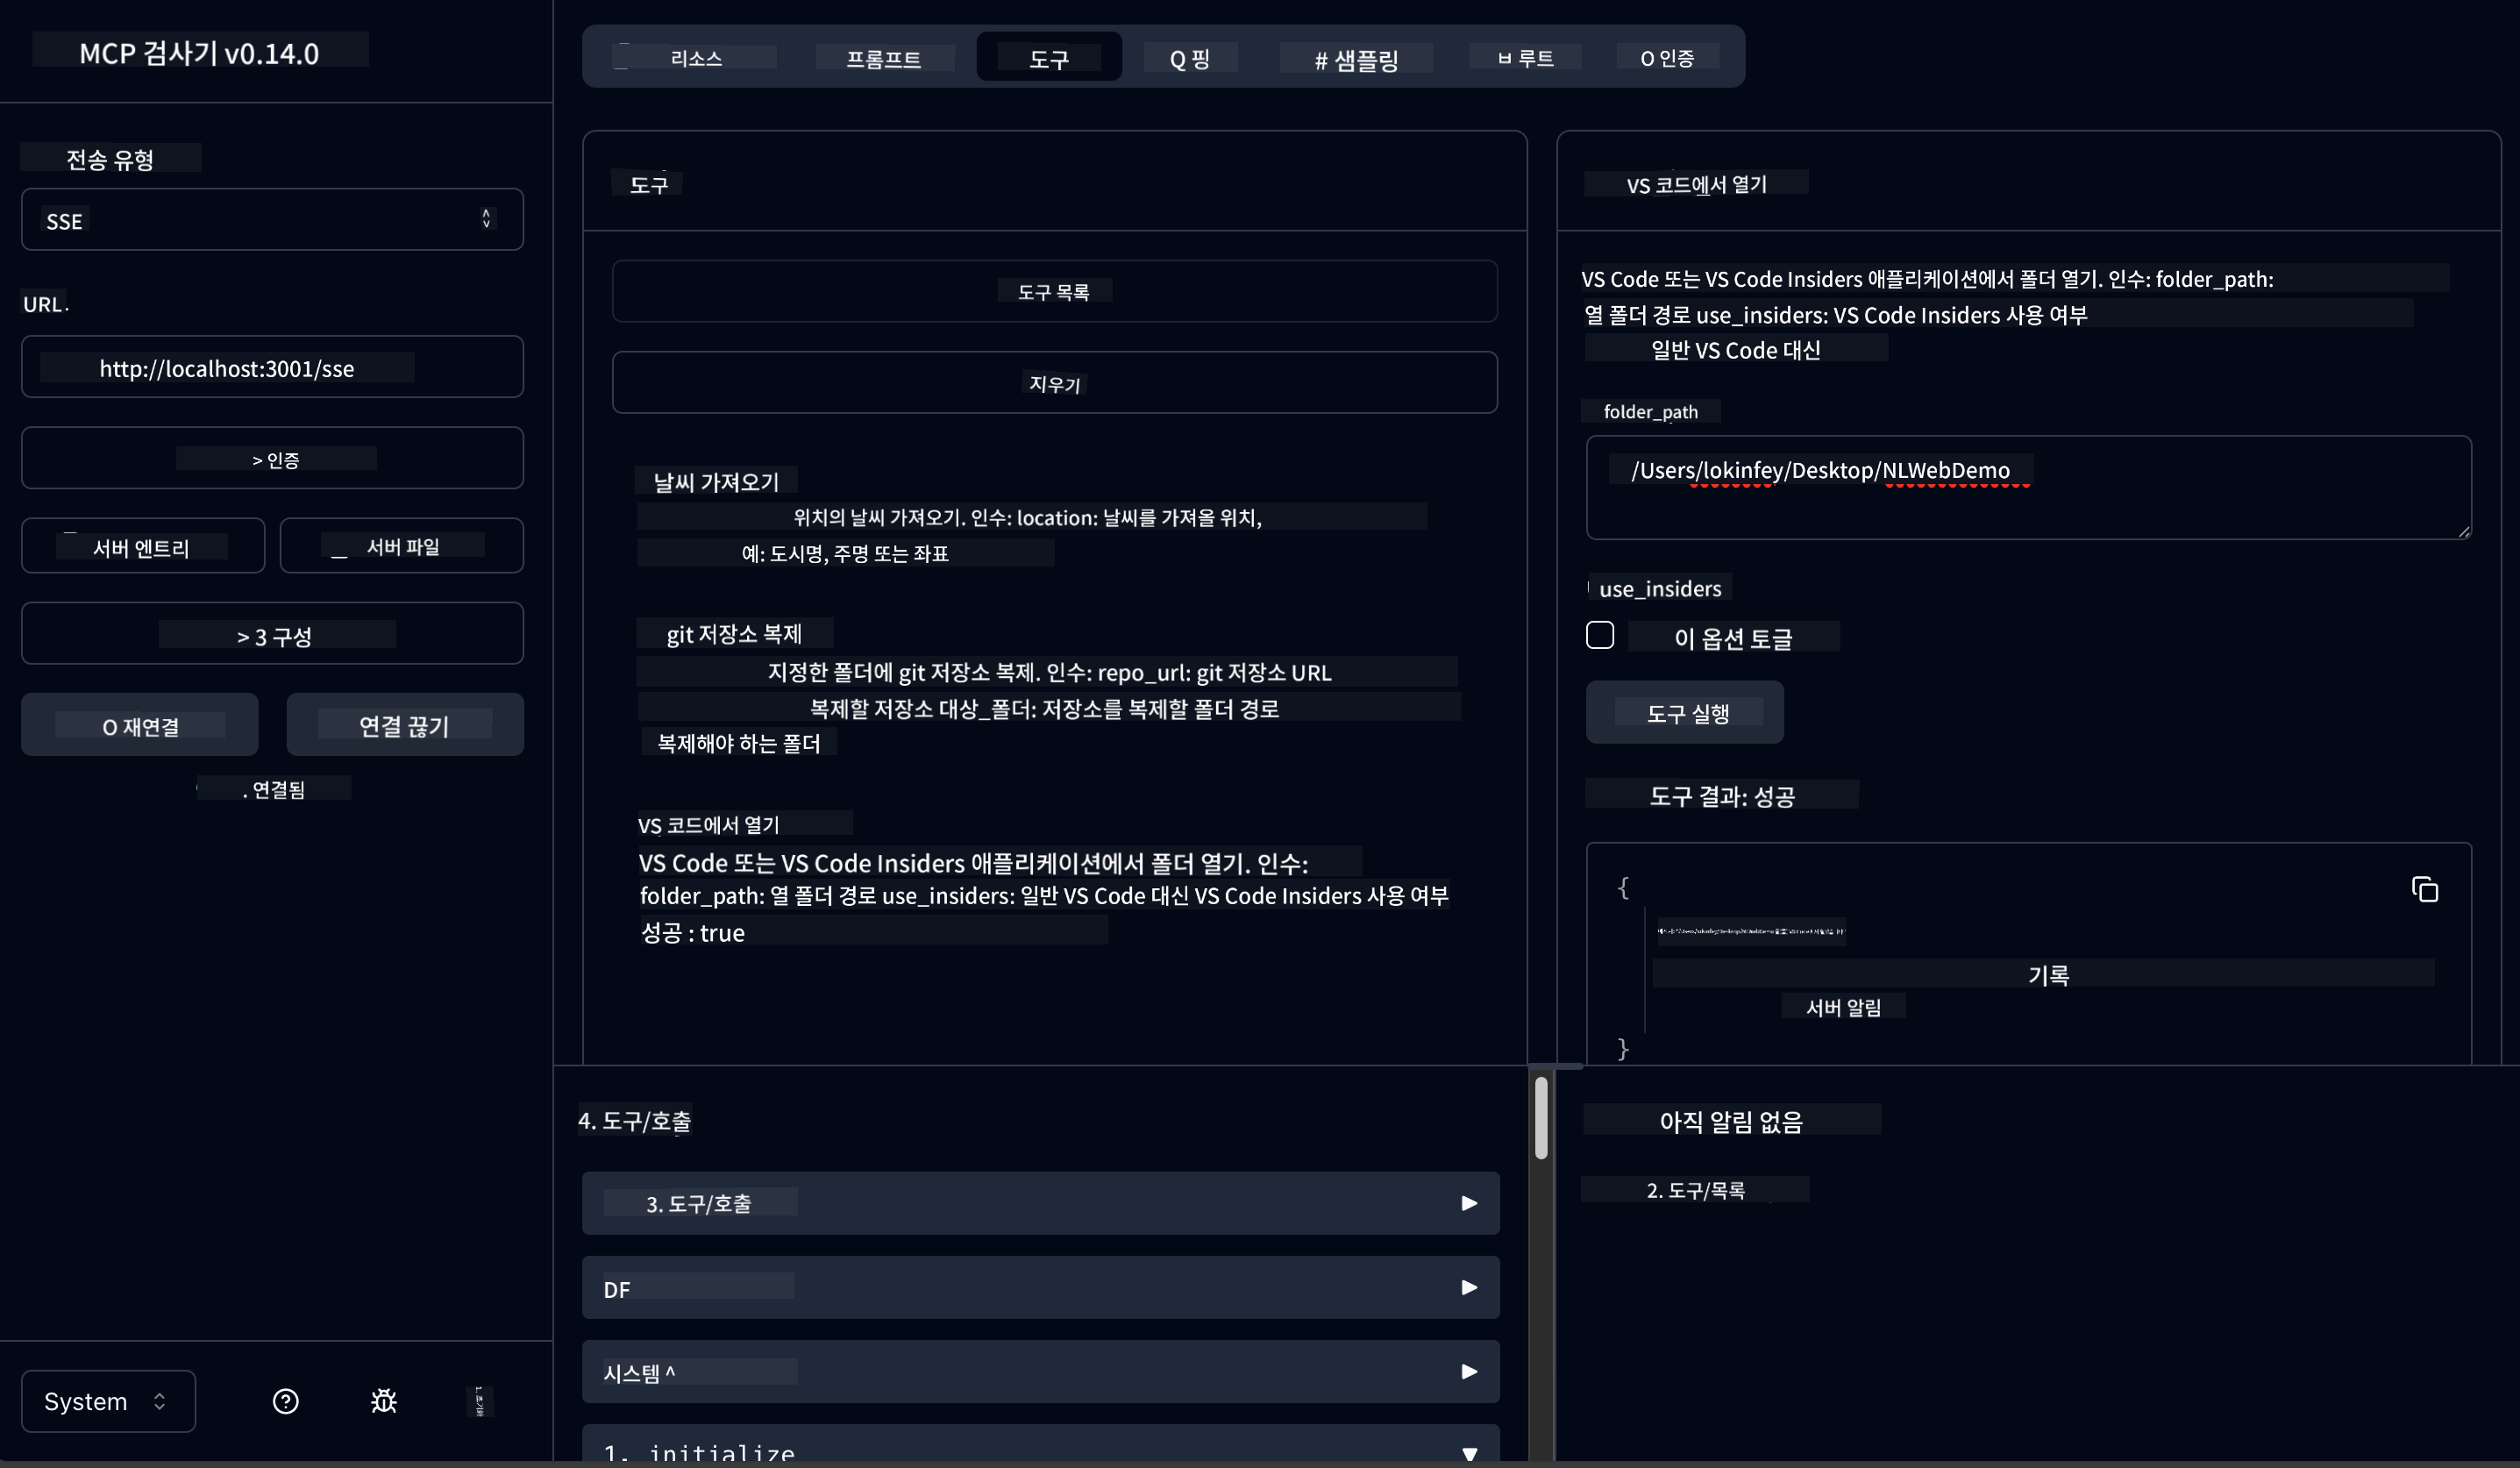 MCP 검사기 v0.14.0
전송 유형
SSE
URL.
http://localhost:3001/sse
> 인증
서버 엔트리
서버 파일
> 3 구성
O 재연결
연결 끊기
. 연결됨
System
리소스
프롬프트
도구
Q 핑
# 샘플링
ㅂ 루트
O 인증
도구
도구 목록
지우기
날씨 가져오기
위치의 날씨 가져오기. 인수: location: 날씨를 가져올 위치,
예: 도시명, 주명 또는 좌표
git 저장소 복제
지정한 폴더에 git 저장소 복제. 인수: repo_url: git 저장소 URL
복제할 저장소 대상_폴더: 저장소를 복제할 폴더 경로
복제해야 하는 폴더
VS 코드에서 열기
VS Code 또는 VS Code Insiders 애플리케이션에서 폴더 열기. 인수:
folder_path: 열 폴더 경로 use_insiders: 일반 VS Code 대신 VS Code Insiders 사용 여부
성공 : true
VS 코드에서 열기
VS Code 또는 VS Code Insiders 애플리케이션에서 폴더 열기. 인수: folder_path:
열 폴더 경로 use_insiders: VS Code Insiders 사용 여부
일반 VS Code 대신
folder_path
/Users/lokinfey/Desktop/NLWebDemo
use_insiders
이 옵션 토글
도구 실행
도구 결과: 성공
{
기록
서버 알림
}
4. 도구/호출
3. 도구/호출
DF
시스템 ^
1. initialize
아직 알림 없음
2. 도구/목록